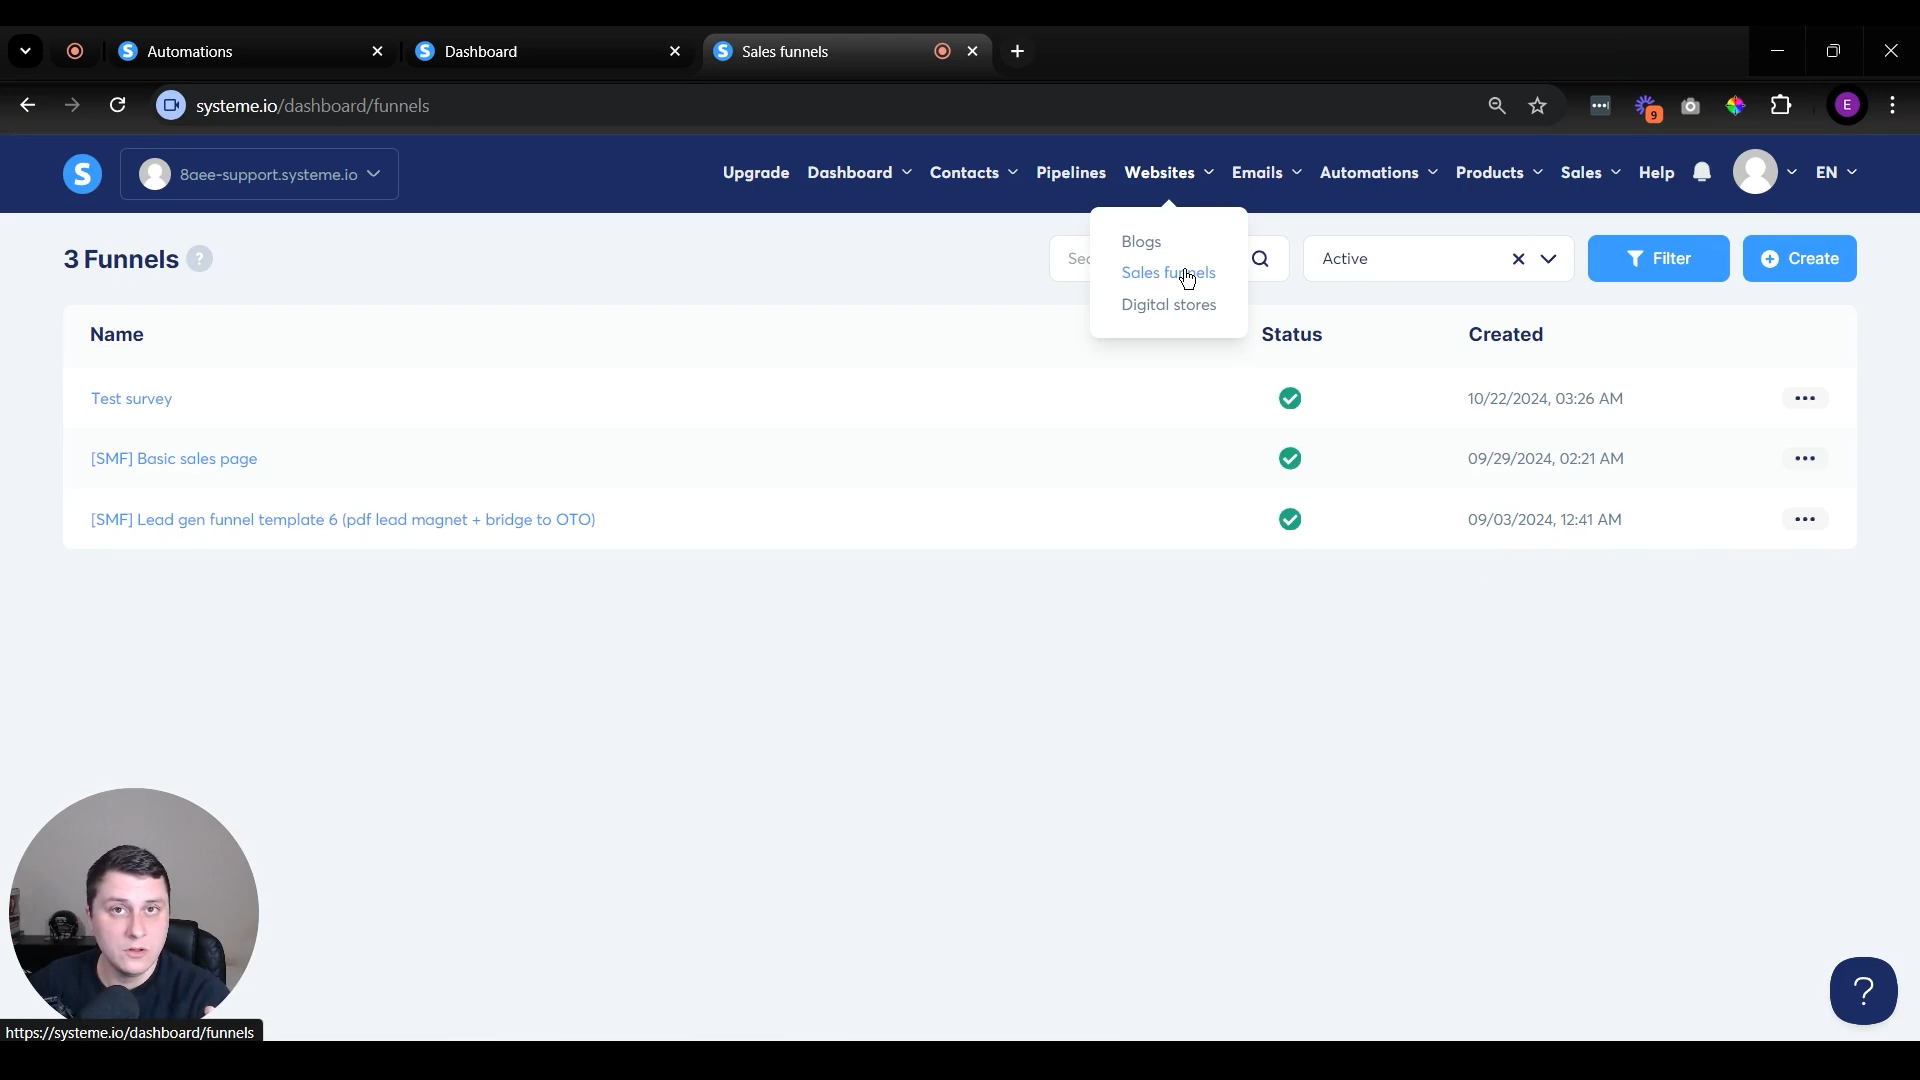 Automations
Dashboard
Sales funnels
systeme.io/dashboard/funnels
9
E
S
8aee-support.systeme.io
Upgrade
Dashboard
Contacts
Pipelines
Websites
Emails
Automations
Products
Sales
Help
EN
Blogs
Sales funnels
Digital stores
3 Funnels ?
Active
Filter
Create
Name
Status
Created
Test survey
10/22/2024, 03:26 AM
[SMF] Basic sales page
09/29/2024, 02:21 AM
[SMF] Lead gen funnel template 6 (pdf lead magnet + bridge to OTO)
09/03/2024, 12:41 AM
?
https://systeme.io/dashboard/funnels